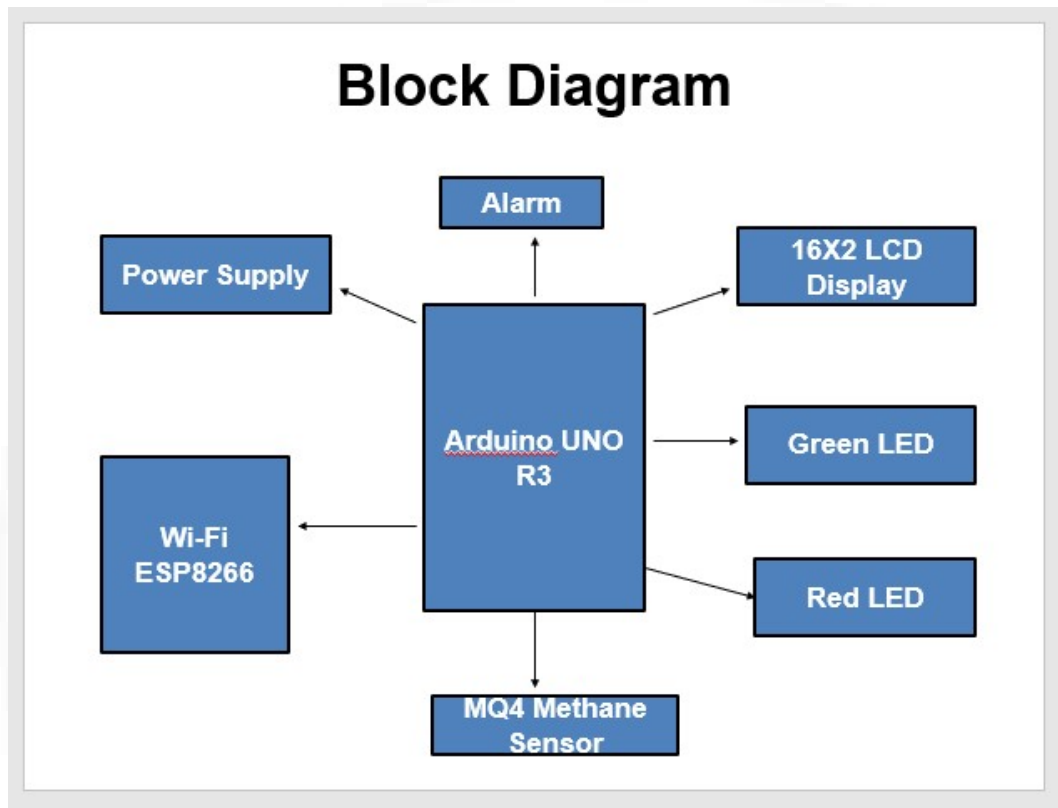 Block Diagram
Alarm
Power Supply
16X2 LCD
Display
Arduino UNO
R3
Green LED
Wi-Fi
ESP8266
Red LED
MQ4 Methane
Sensor